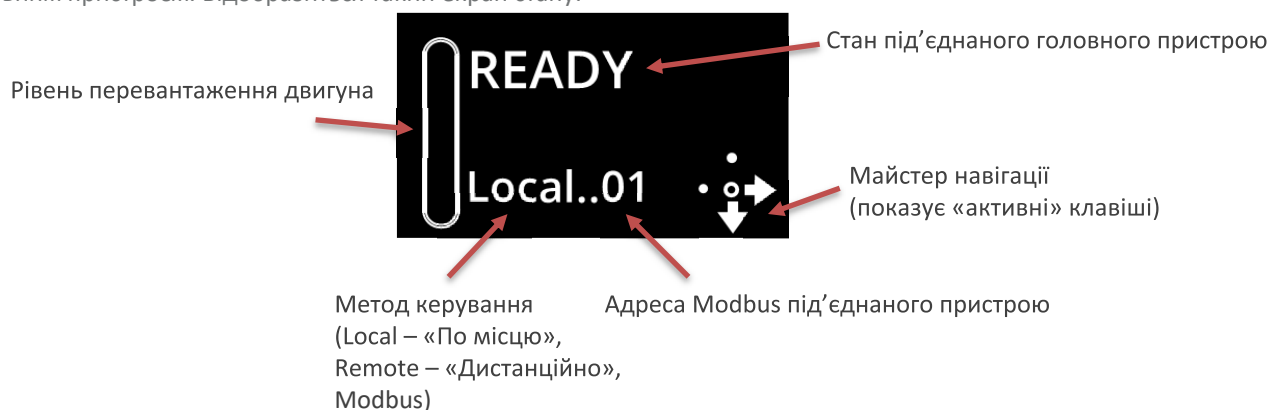 Стан під’єднаного головного пристрою
READY
Рівень перевантаження двигуна
Local..01
Майстер навігації
(показує «активні» клавіші)
Метод керування
(Local – «По місцю»,
Remote – «Дистанційно»,
Modbus)
Адреса Modbus під’єднаного пристрою